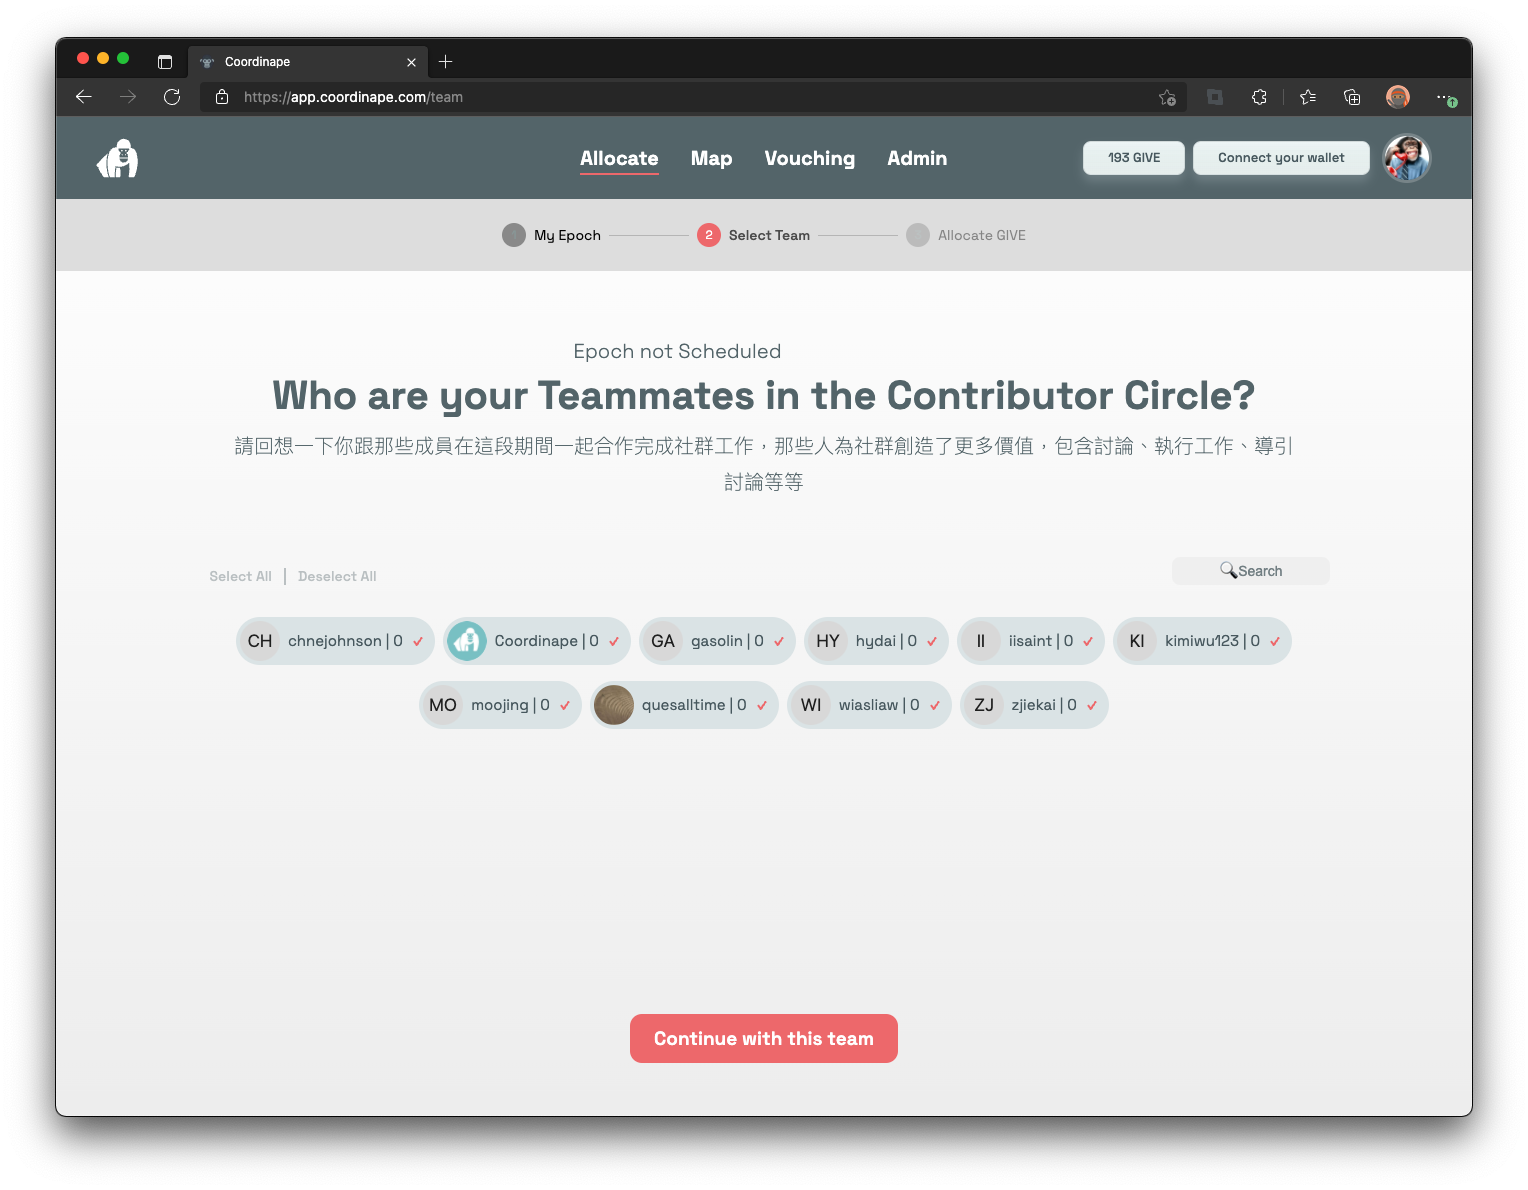 Coordinape
https://app.coordinape.com/team
Allocate Map Vouching Admin
193 GIVE
Connect your wallet
My Epoch
2 Select Team
Allocate GIVE
Epoch not Scheduled
Who are your Teammates in the Contributor Circle?
請回想一下你跟那些成員在這段期間一起合作完成社群工作，那些人為社群創造了更多價值，包含討論、執行工作、導引
討論等等
Select All | Deselect All
🔍Search
CH chnejohnson | 0 ✓
Coordinape | 0 ✓
GA gasolin | 0 ✓
HY hydai | 0 ✓
II iisaint | 0 ✓
KI kimiwu123 | 0 ✓
MO moojing | 0 ✓
quesalltime | 0 ✓
WI wiasliaw | 0 ✓
ZJ zjiekai | 0 ✓
Continue with this team